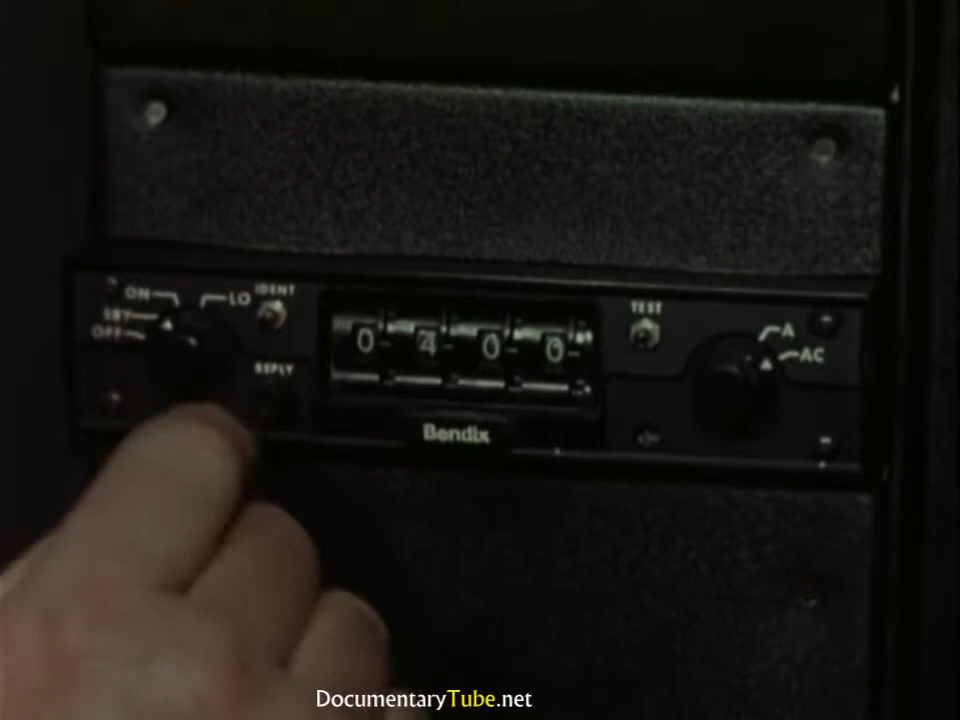 ON
LO
IDENT
SBY
OFF
REPLY
0 4 0 0
TEST
A
AC
Bendix
DocumentaryTube.net